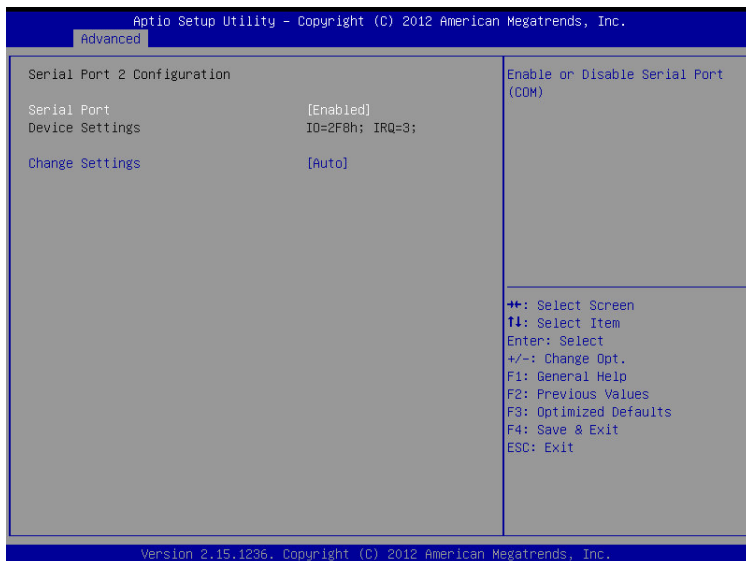 Aptio Setup Utility – Copyright (C) 2012 American Megatrends, Inc.
Advanced
Serial Port 2 Configuration
Serial Port [Enabled]
Device Settings IO=2F8h; IRQ=3;
Change Settings [Auto]
Enable or Disable Serial Port
(COM)
→←: Select Screen
↑↓: Select Item
Enter: Select
+/-: Change Opt.
F1: General Help
F2: Previous Values
F3: Optimized Defaults
F4: Save & Exit
ESC: Exit
Version 2.15.1236. Copyright (C) 2012 American Megatrends, Inc.